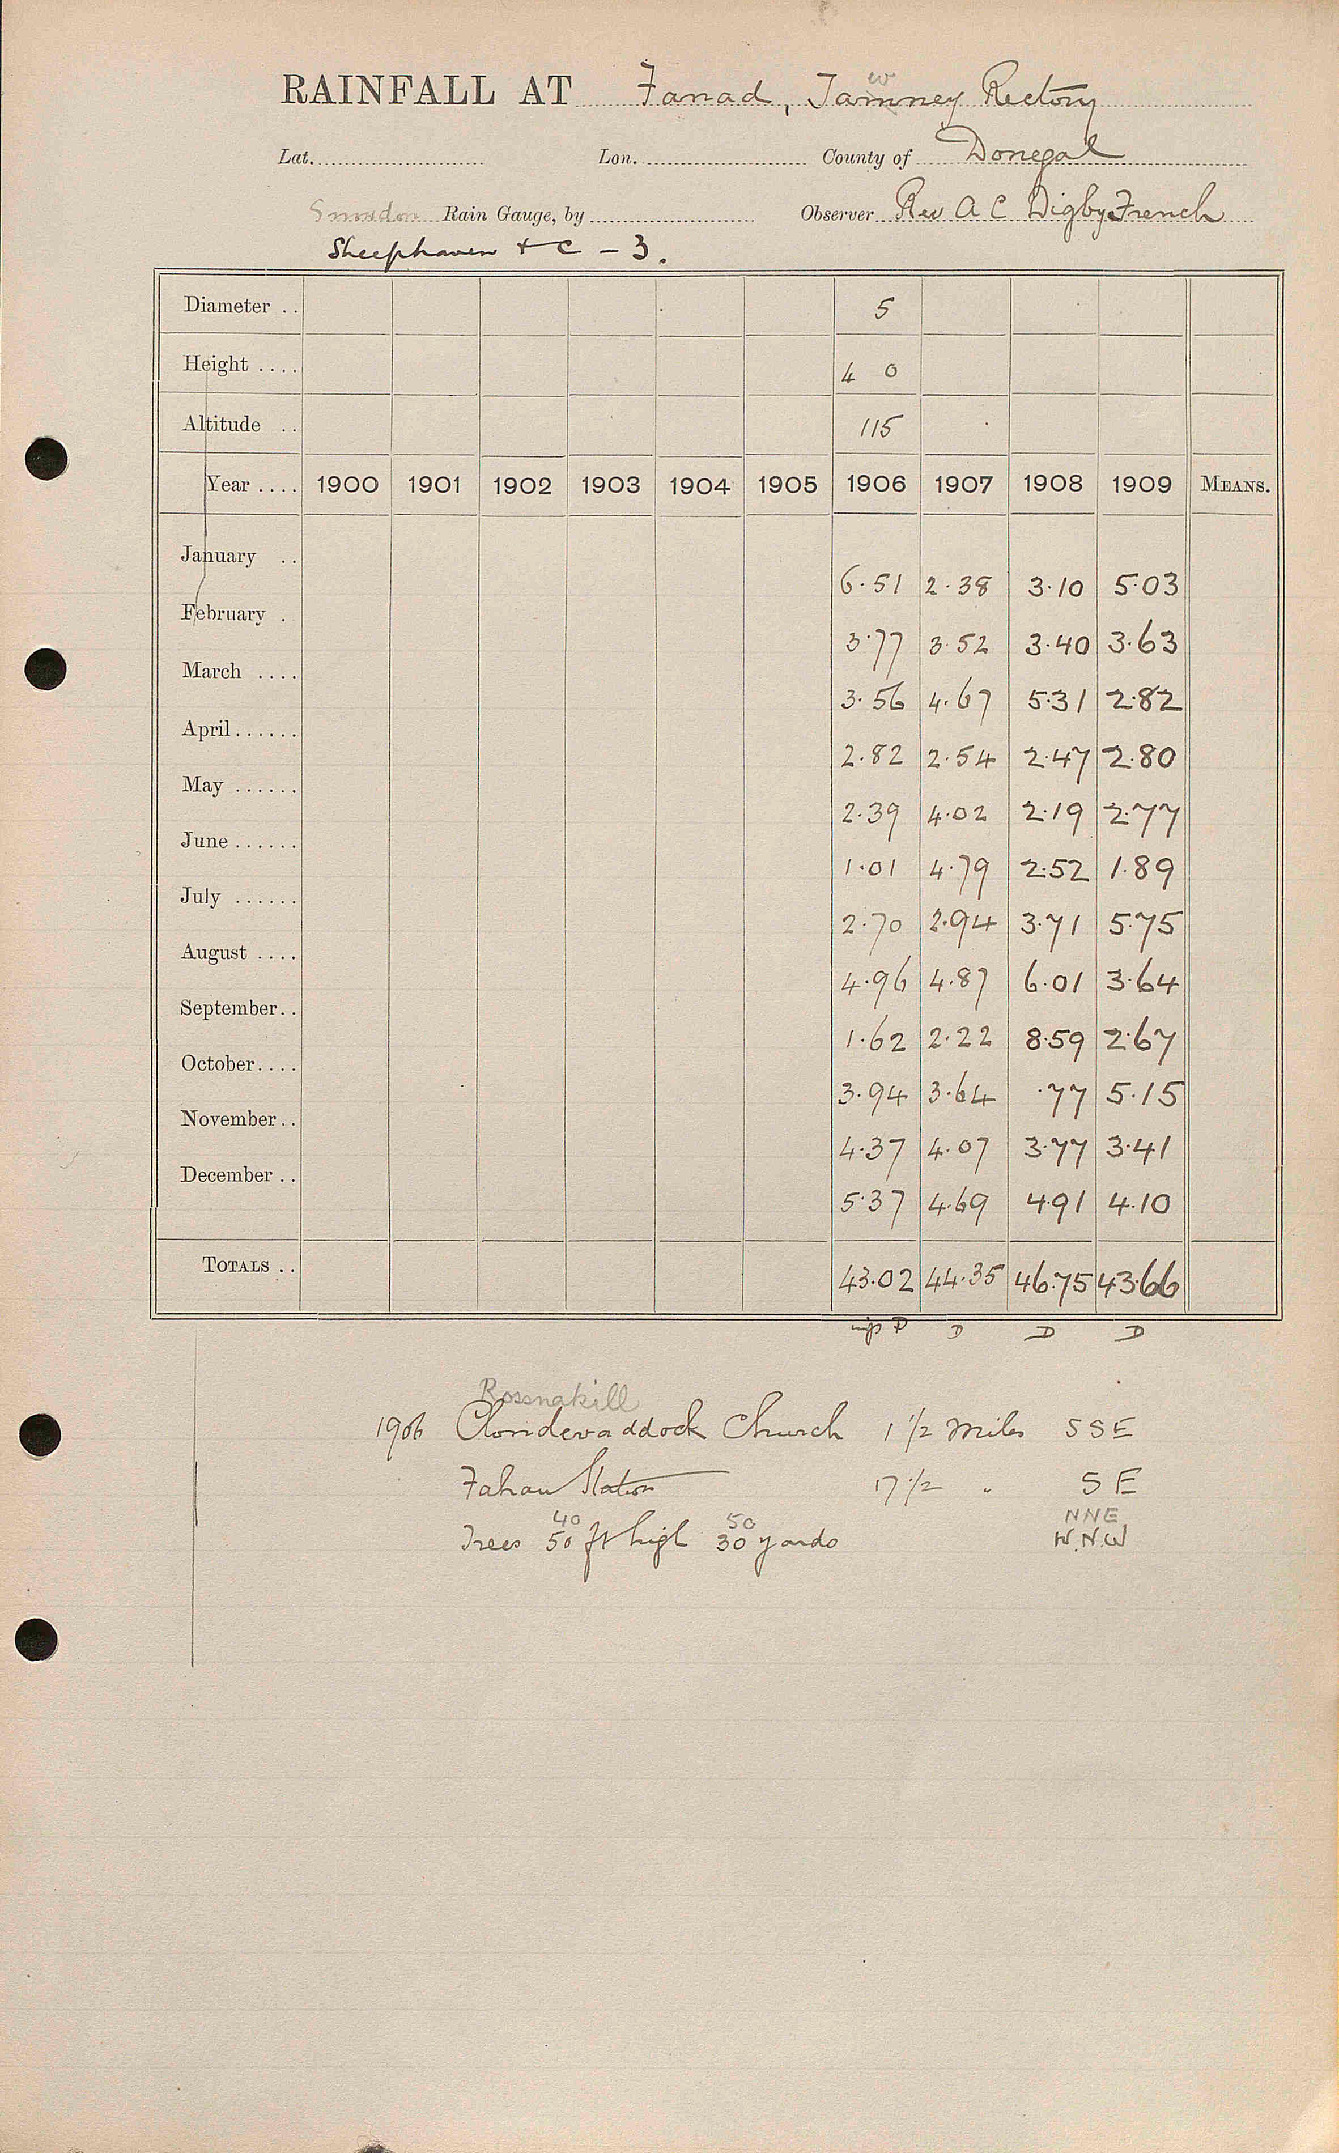 RAINFALL AT Fanad, Tamney Rectory
ew
Lat. Lon. County of Donegal
Snowdon Rain Gauge, by Observer Rev A C Digby French
Sheephaven & C - 3.
Diameter .. 5
Height .... 4 0
Altitude .. 115
Year .... 1900 1901 1902 1903 1904 1905 1906 1907 1908 1909 MEANS.
January .. 6.51 2.38 3.10 5.03
February . 3.77 3.52 3.40 3.63
March .... 3.56 4.67 5.31 2.82
April ...... 2.82 2.54 2.47 2.80
May ...... 2.39 4.02 2.19 2.77
June ...... 1.01 4.79 2.52 1.89
July ...... 2.70 2.94 3.71 5.75
August .... 4.96 4.87 6.01 3.64
September.. 1.62 2.22 8.59 2.67
October.... 3.94 3.64 .77 5.15
November.. 4.37 4.07 3.77 3.41
December .. 5.37 4.69 4.91 4.10
TOTALS .. 43.02 44.35 46.75 43.66
D D D D
Rossnakill
1906 Clondevaddock Church 1 1/2 miles SSE
Fahan Station 17 1/2 " SE
40 50 NNE
Trees 50 ft high 30 yards W.N.W